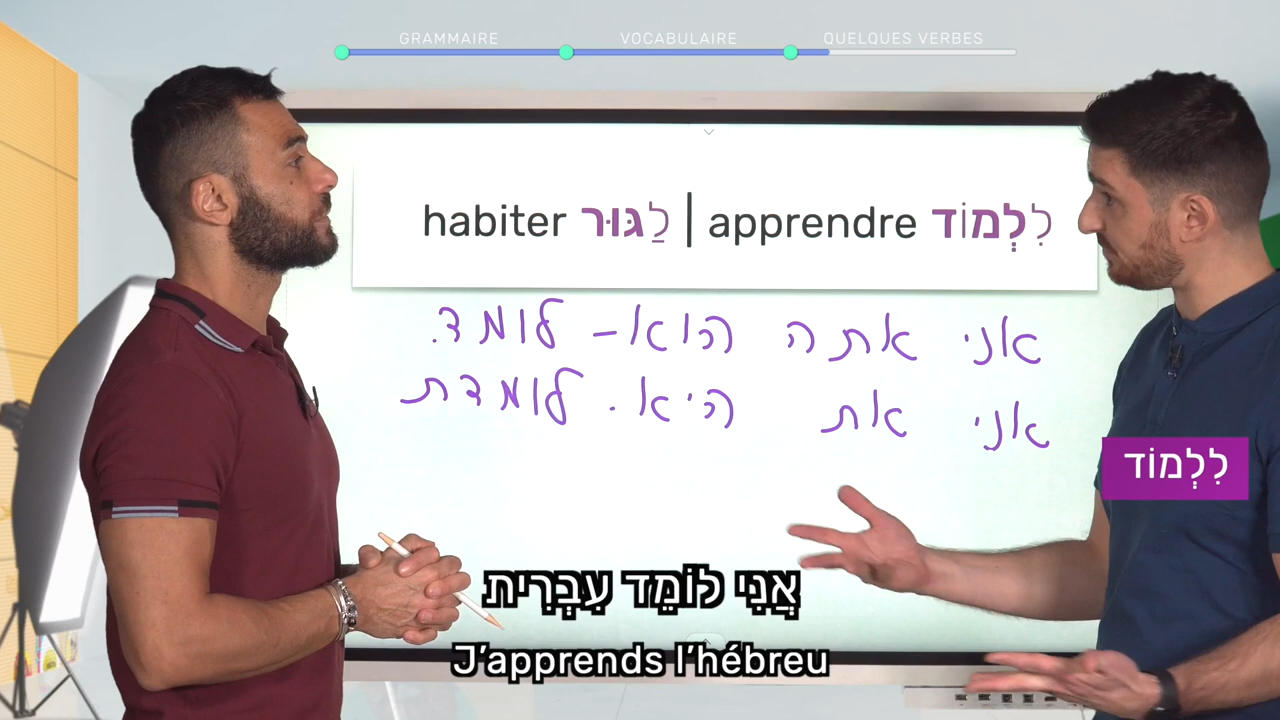 GRAMMAIRE VOCABULAIRE QUELQUES VERBES
habiter לַגּוּר | apprendre לִלְמוֹד
אני אתה הוא – לומד.
אני את היא. לומדת
לִלְמוֹד
אֲנִי לוֹמֵד עִבְרִית
J'apprends l'hébreu